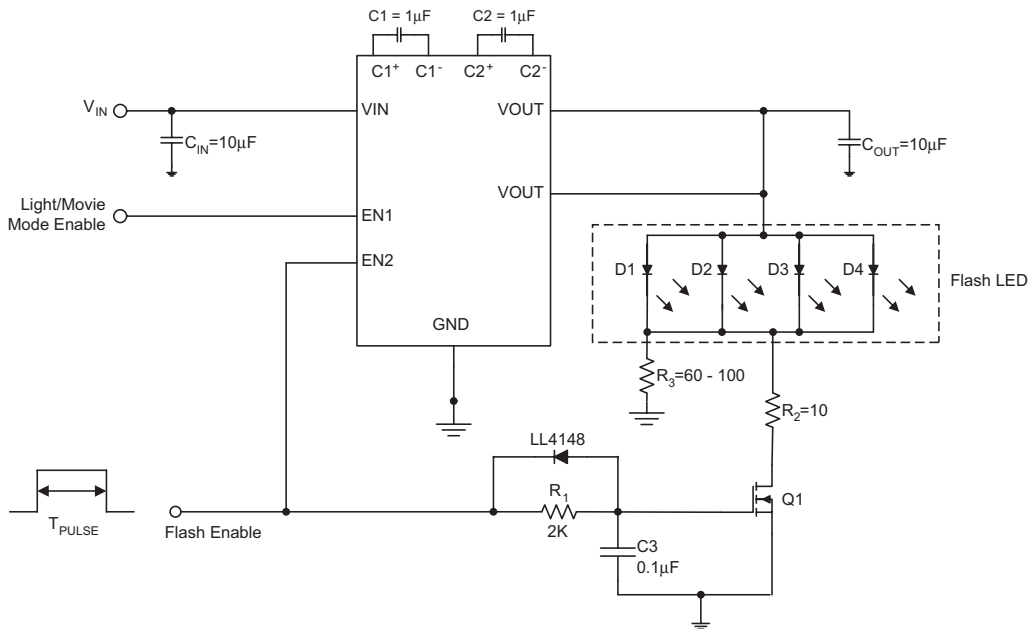 C1 = 1μF
C2 = 1μF
C1+
C1-
C2+
C2-
VIN
VIN
VOUT
CIN=10μF
COUT=10μF
VOUT
Light/Movie
Mode Enable
EN1
EN2
D1
D2
D3
D4
Flash LED
GND
R3=60 - 100
R2=10
LL4148
R1
2K
Q1
TPULSE
Flash Enable
C3
0.1μF